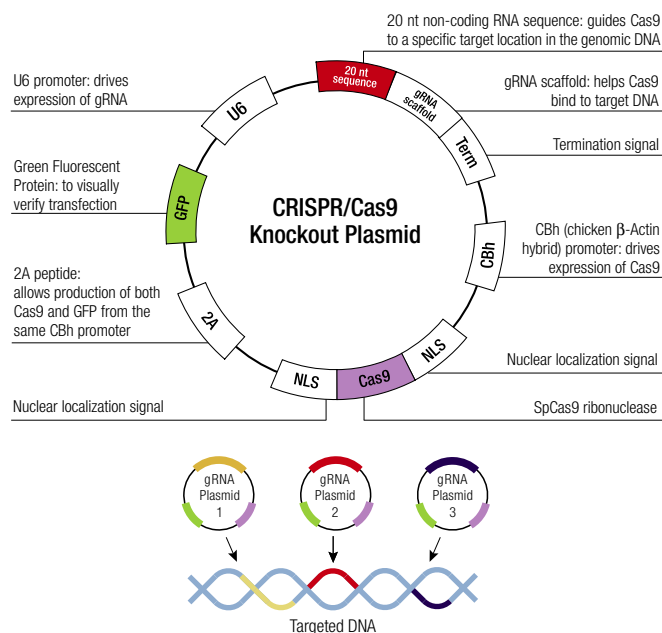 20 nt non-coding RNA sequence: guides Cas9
to a specific target location in the genomic DNA
U6 promoter: drives
expression of gRNA
gRNA scaffold: helps Cas9
bind to target DNA
Termination signal
Green Fluorescent
Protein: to visually
verify transfection
CBh (chicken β-Actin
hybrid) promoter: drives
expression of Cas9
2A peptide:
allows production of both
Cas9 and GFP from the
same CBh promoter
Nuclear localization signal
Nuclear localization signal
SpCas9 ribonuclease
20 nt
sequence
gRNA
scaffold
Term
CBh
NLS
Cas9
NLS
2A
GFP
U6
CRISPR/Cas9
Knockout Plasmid
gRNA
Plasmid
1
gRNA
Plasmid
2
gRNA
Plasmid
3
Targeted DNA